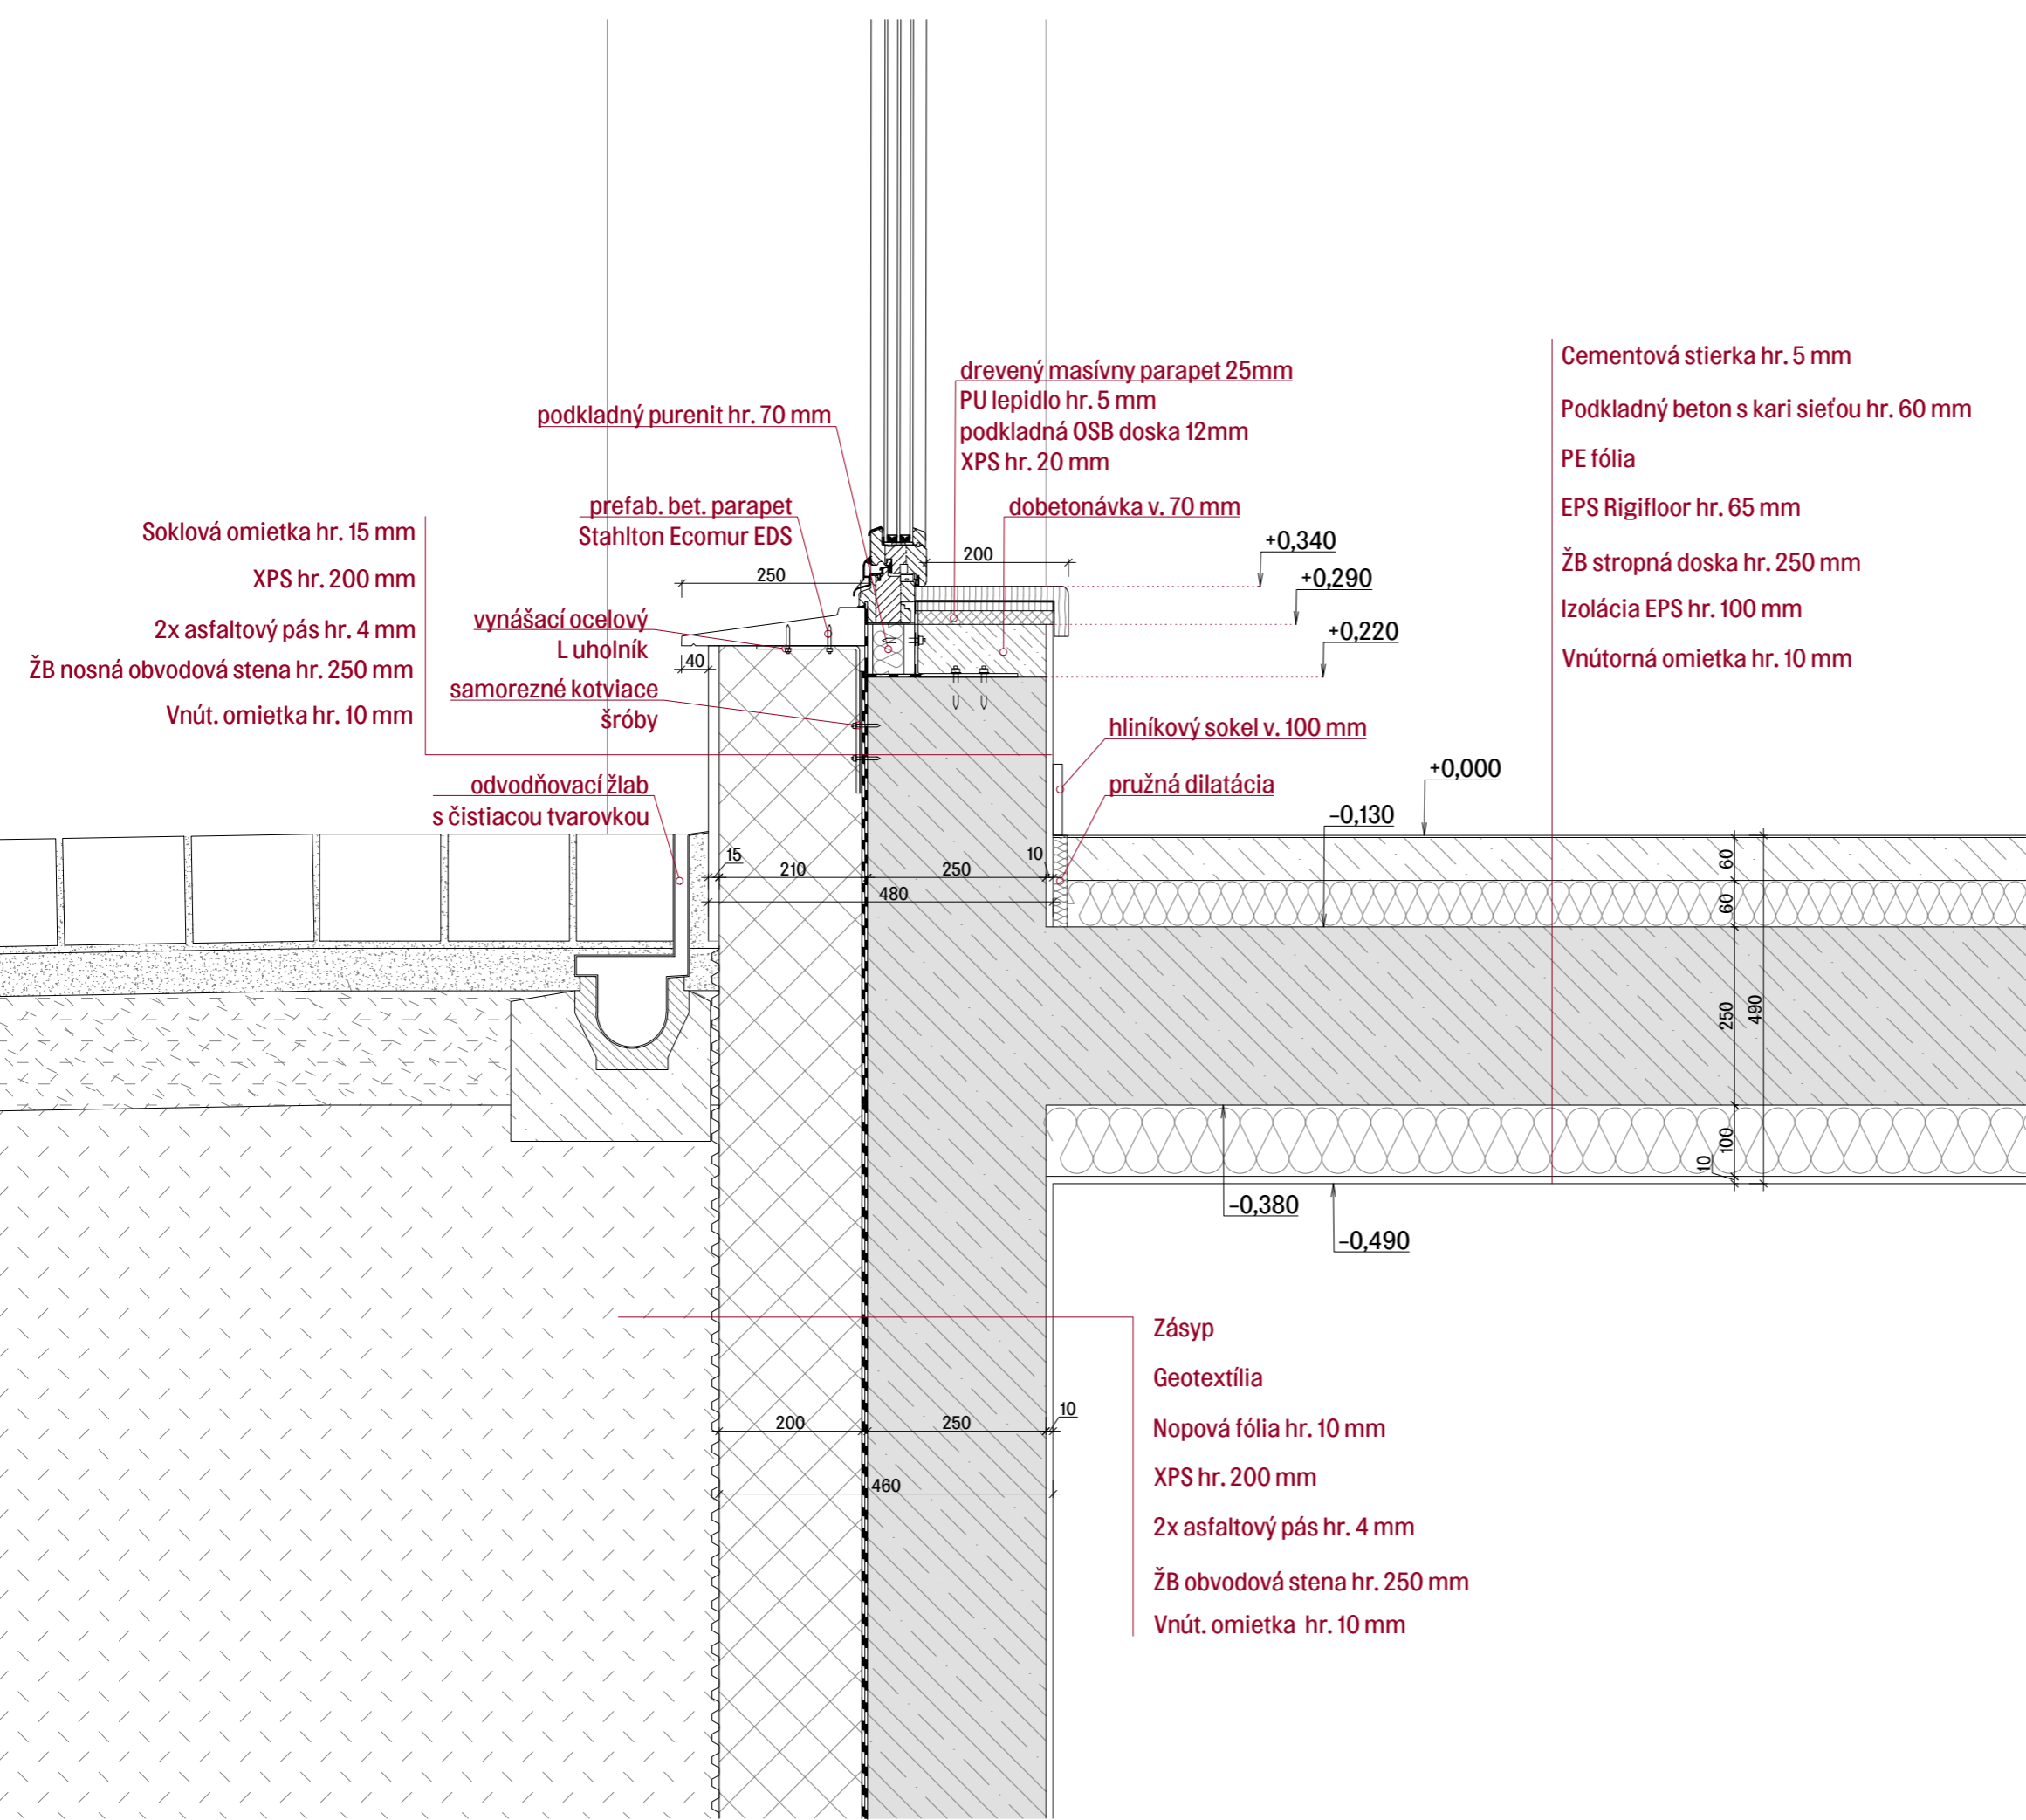 drevený masívny parapet 25mm
PU lepidlo hr. 5 mm
podkladná OSB doska 12mm
XPS hr. 20 mm
podkladný purenit hr. 70 mm
prefab. bet. parapet
Stahlton Ecomur EDS
dobetonávka v. 70 mm
vynášací ocelový
L uholník
samorezné kotviace
šróby
Soklová omietka hr. 15 mm
XPS hr. 200 mm
2x asfaltový pás hr. 4 mm
ŽB nosná obvodová stena hr. 250 mm
Vnút. omietka hr. 10 mm
odvodňovací žlab
s čistiacou tvarovkou
Cementová stierka hr. 5 mm
Podkladný beton s kari sieťou hr. 60 mm
PE fólia
EPS Rigifloor hr. 65 mm
ŽB stropná doska hr. 250 mm
Izolácia EPS hr. 100 mm
Vnútorná omietka hr. 10 mm
200
250
40
+0,340
+0,290
+0,220
hliníkový sokel v. 100 mm
pružná dilatácia
+0,000
-0,130
15
210
250
10
480
60
60
250
490
100
10
-0,380
-0,490
Zásyp
Geotextília
Nopová fólia hr. 10 mm
XPS hr. 200 mm
2x asfaltový pás hr. 4 mm
ŽB obvodová stena hr. 250 mm
Vnút. omietka hr. 10 mm
200
250
10
460